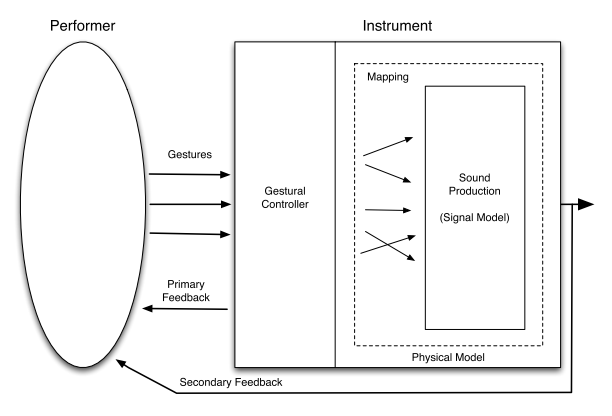 Performer
Instrument
Mapping
Gestures
Gestural
Controller
Sound
Production
(Signal Model)
Primary
Feedback
Physical Model
Secondary Feedback